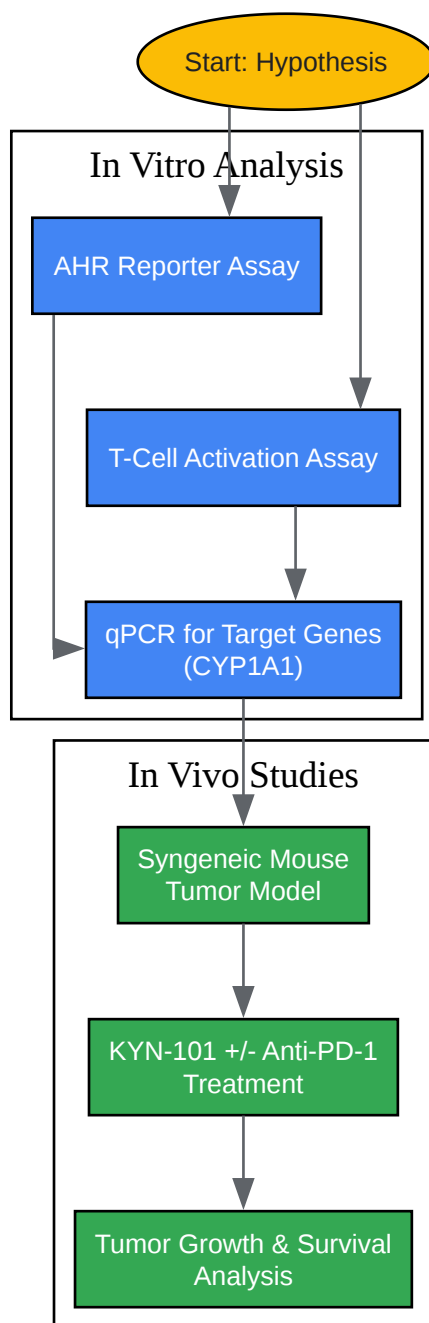 Start: Hypothesis
In Vitro Analysis
AHR Reporter Assay
T-Cell Activation Assay
qPCR for Target Genes
(CYP1A1)
In Vivo Studies
Syngeneic Mouse
Tumor Model
KYN-101 +/- Anti-PD-1
Treatment
Tumor Growth & Survival
Analysis